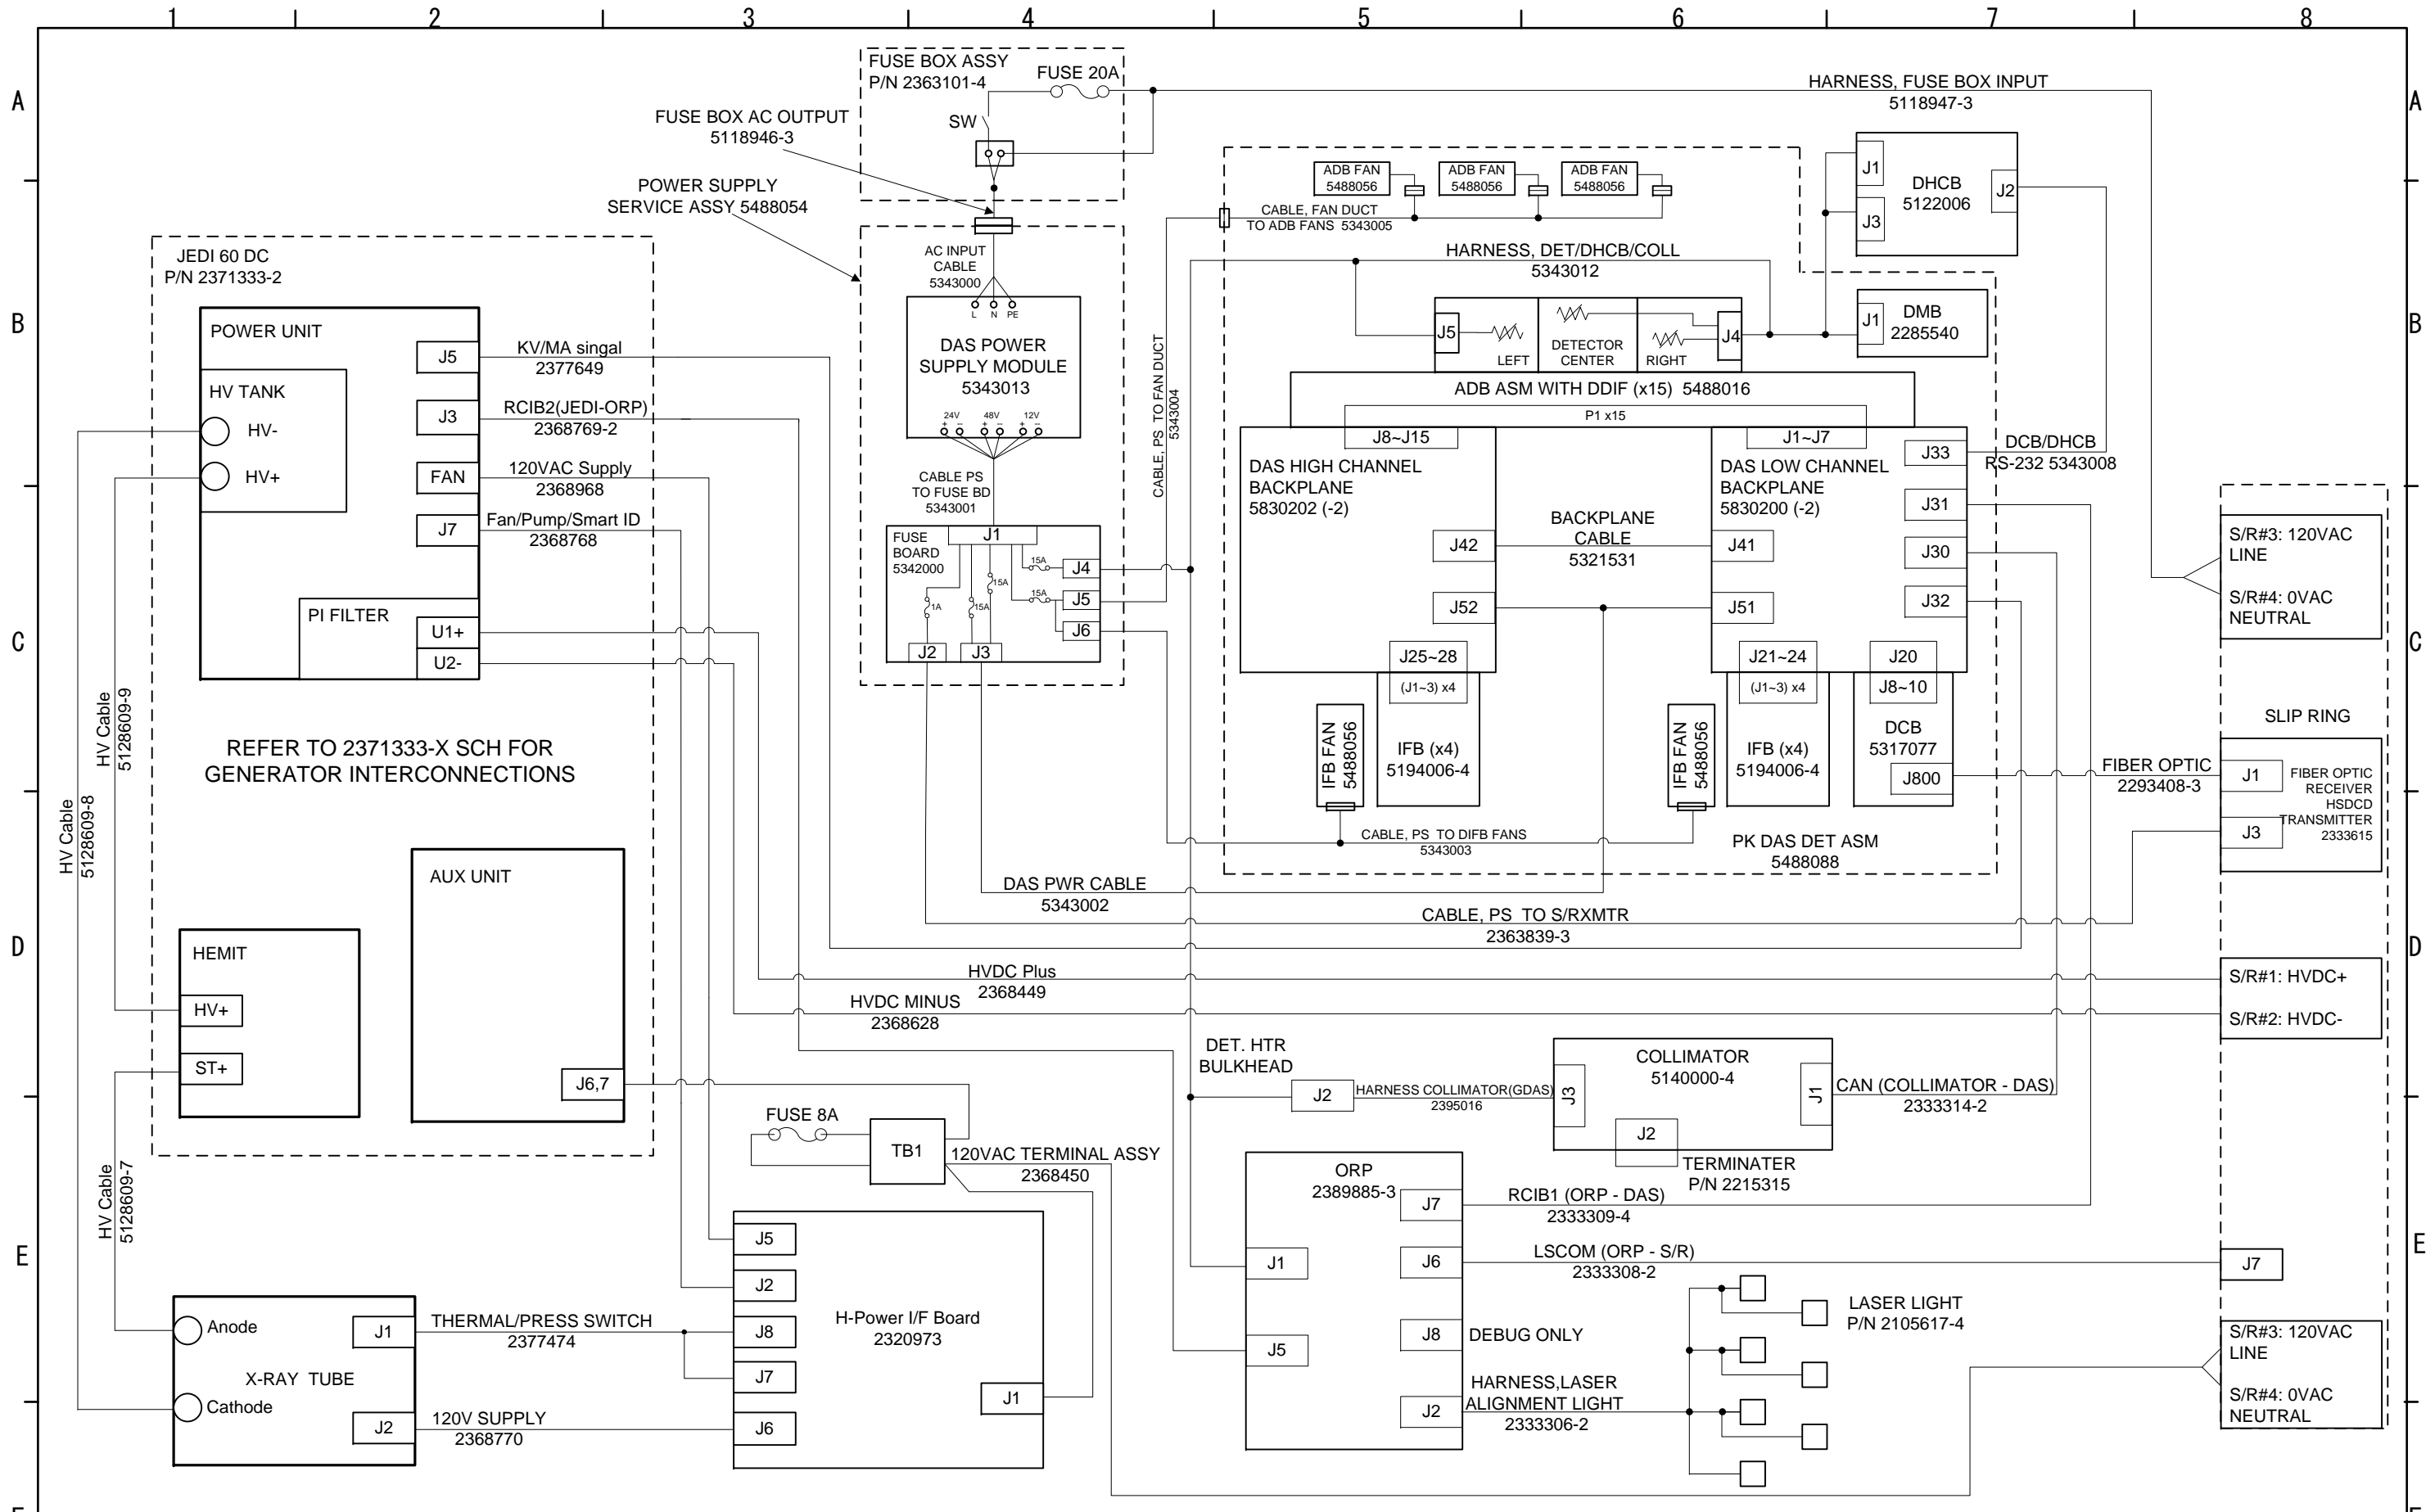 1 2 3 4 5 6 7 8
A
A
B
B
C
C
D
D
E
E
FUSE BOX ASSY
P/N 2363101-4
FUSE 20A
SW
FUSE BOX AC OUTPUT
5118946-3
POWER SUPPLY
SERVICE ASSY 5488054
HARNESS, FUSE BOX INPUT
5118947-3
JEDI 60 DC
P/N 2371333-2
POWER UNIT
HV TANK
HV-
HV+
J5
J3
FAN
J7
PI FILTER
U1+
U2-
KV/MA singal
2377649
RCIB2(JEDI-ORP)
2368769-2
120VAC Supply
2368968
Fan/Pump/Smart ID
2368768
REFER TO 2371333-X SCH FOR
GENERATOR INTERCONNECTIONS
HV Cable
5128609-9
HV Cable
5128609-8
HV Cable
5128609-7
AUX UNIT
J6,7
HEMIT
HV+
ST+
Anode
X-RAY TUBE
Cathode
J1
J2
THERMAL/PRESS SWITCH
2377474
120V SUPPLY
2368770
AC INPUT
CABLE
5343000
L N PE
DAS POWER
SUPPLY MODULE
5343013
24V 48V 12V
+ − + − + −
CABLE PS
TO FUSE BD
5343001
FUSE
BOARD
5342000
J1
15A
15A
15A
15A
1A
J4
J5
J6
J2
J3
CABLE, PS TO FAN DUCT
5343004
ADB FAN
5488056
ADB FAN
5488056
ADB FAN
5488056
CABLE, FAN DUCT
TO ADB FANS 5343005
HARNESS, DET/DHCB/COLL
5343012
J1
J3
DHCB
5122006
J2
J1
DMB
2285540
J5
LEFT
DETECTOR
CENTER
RIGHT
J4
ADB ASM WITH DDIF (x15) 5488016
P1 x15
J8~J15
J1~J7
DAS HIGH CHANNEL
BACKPLANE
5830202 (-2)
DAS LOW CHANNEL
BACKPLANE
5830200 (-2)
J33
J31
J30
J32
DCB/DHCB
RS-232 5343008
J42
BACKPLANE
CABLE
5321531
J41
J52
J51
J25~28
(J1~3) x4
J21~24
(J1~3) x4
J20
J8~10
IFB FAN
5488056
IFB (x4)
5194006-4
IFB FAN
5488056
IFB (x4)
5194006-4
DCB
5317077
J800
CABLE, PS TO DIFB FANS
5343003
PK DAS DET ASM
5488088
DAS PWR CABLE
5343002
CABLE, PS TO S/RXMTR
2363839-3
HVDC Plus
2368449
HVDC MINUS
2368628
S/R#3: 120VAC
LINE
S/R#4: 0VAC
NEUTRAL
SLIP RING
FIBER OPTIC
2293408-3
J1
J3
FIBER OPTIC
RECEIVER
HSDCD
TRANSMITTER
2333615
S/R#1: HVDC+
S/R#2: HVDC-
DET. HTR
BULKHEAD
J2
HARNESS COLLIMATOR(GDAS)
2395016
COLLIMATOR
5140000-4
J3
J1
J2
CAN (COLLIMATOR - DAS)
2333314-2
TERMINATER
P/N 2215315
FUSE 8A
TB1
120VAC TERMINAL ASSY
2368450
J5
J2
J8
J7
J6
H-Power I/F Board
2320973
J1
ORP
2389885-3
J1
J5
J7
J6
J8
J2
RCIB1 (ORP - DAS)
2333309-4
LSCOM (ORP - S/R)
2333308-2
DEBUG ONLY
HARNESS,LASER
ALIGNMENT LIGHT
2333306-2
LASER LIGHT
P/N 2105617-4
J7
S/R#3: 120VAC
LINE
S/R#4: 0VAC
NEUTRAL